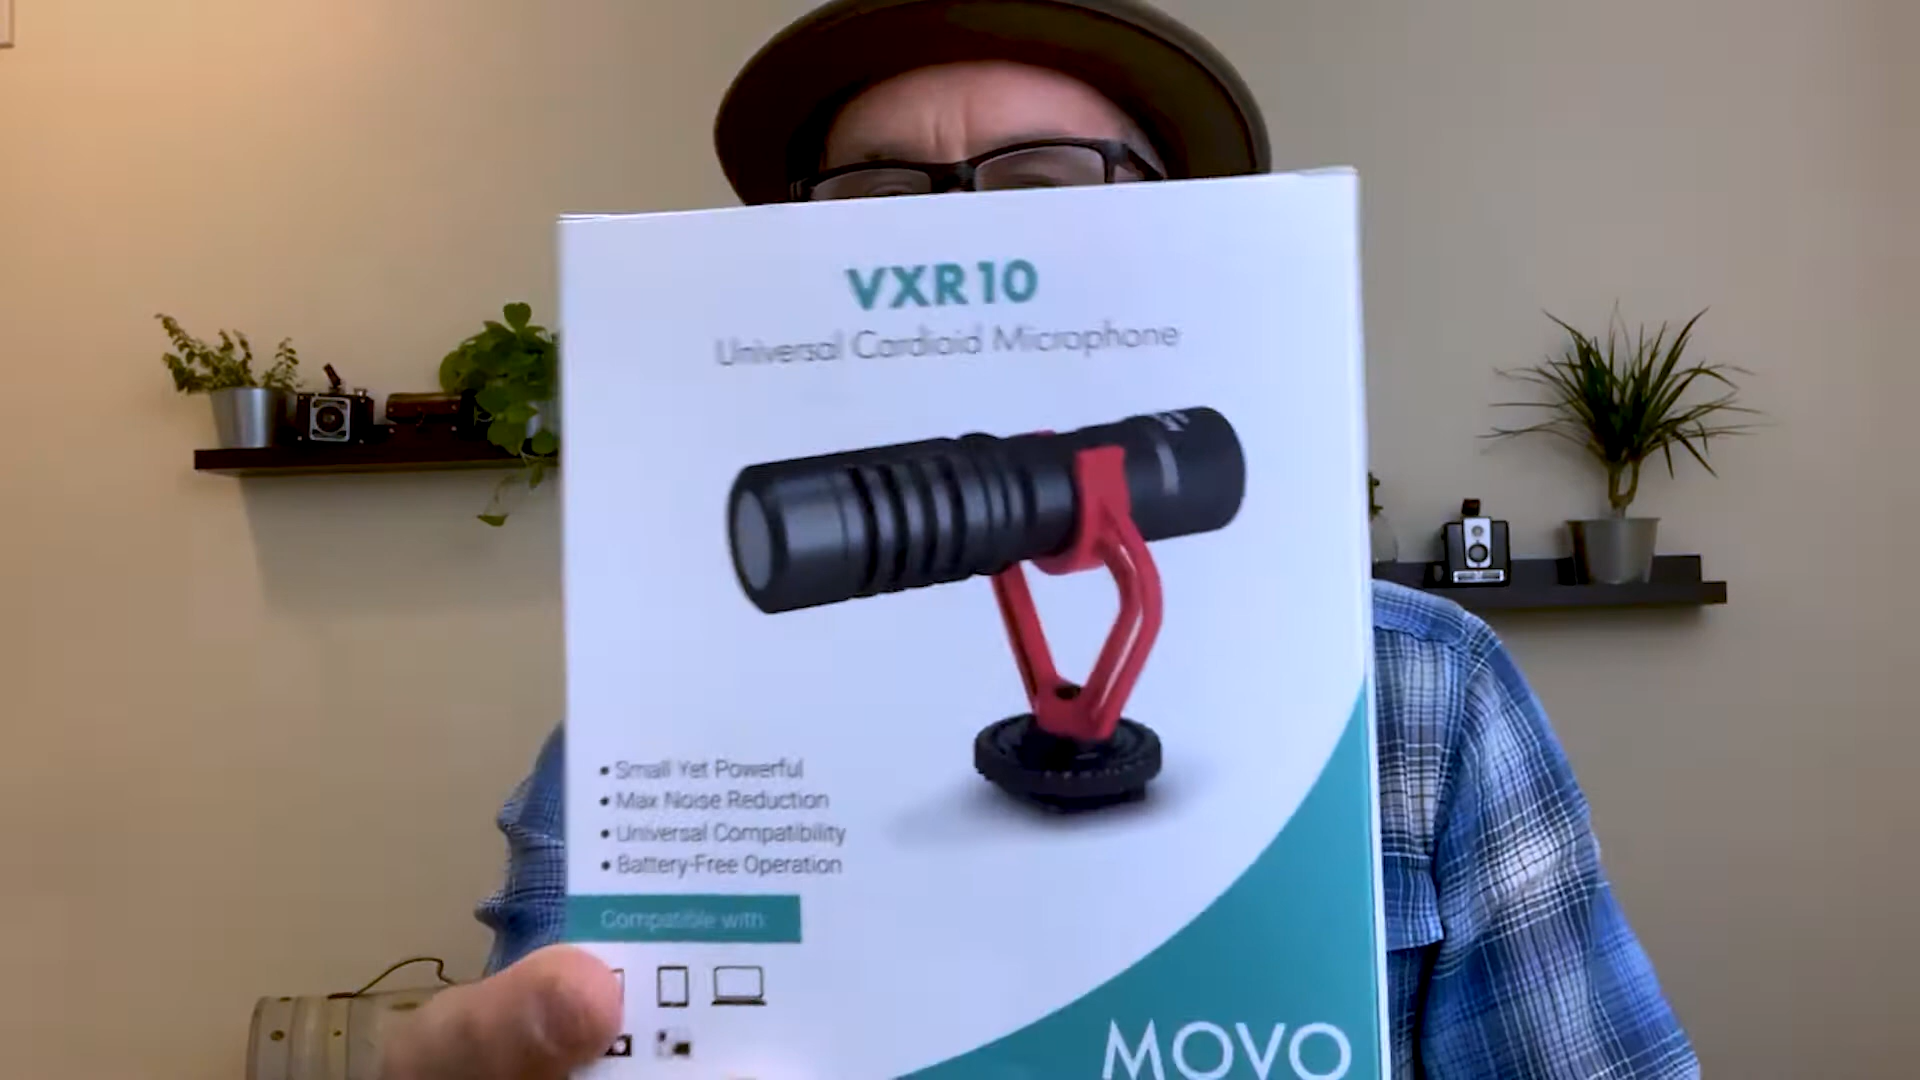 VXR10
Universal Cardioid Microphone
• Small Yet Powerful
• Max Noise Reduction
• Universal Compatibility
• Battery-Free Operation
Compatible with
MOVO